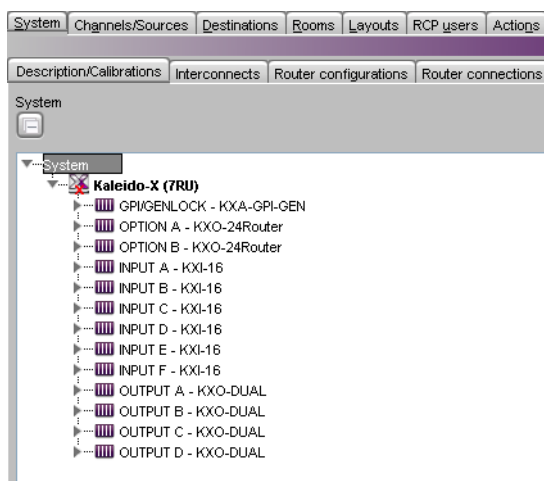 System Channels/Sources Destinations Rooms Layouts RCP users Actions
Description/Calibrations Interconnects Router configurations Router connections
System
System
Kaleido-X (7RU)
GPI/GENLOCK - KXA-GPI-GEN
OPTION A - KXO-24Router
OPTION B - KXO-24Router
INPUT A - KXI-16
INPUT B - KXI-16
INPUT C - KXI-16
INPUT D - KXI-16
INPUT E - KXI-16
INPUT F - KXI-16
OUTPUT A - KXO-DUAL
OUTPUT B - KXO-DUAL
OUTPUT C - KXO-DUAL
OUTPUT D - KXO-DUAL